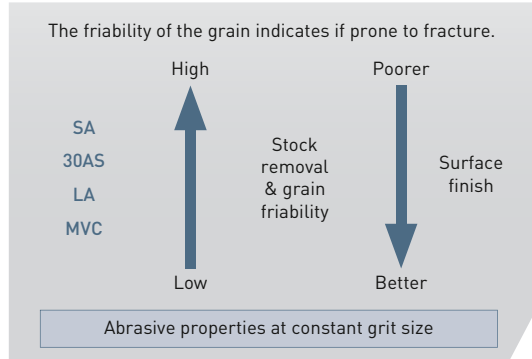 The friability of the grain indicates if prone to fracture.
High
Poorer
SA
30AS
LA
MVC
Stock
removal
& grain
friability
Surface
finish
Low
Better
Abrasive properties at constant grit size